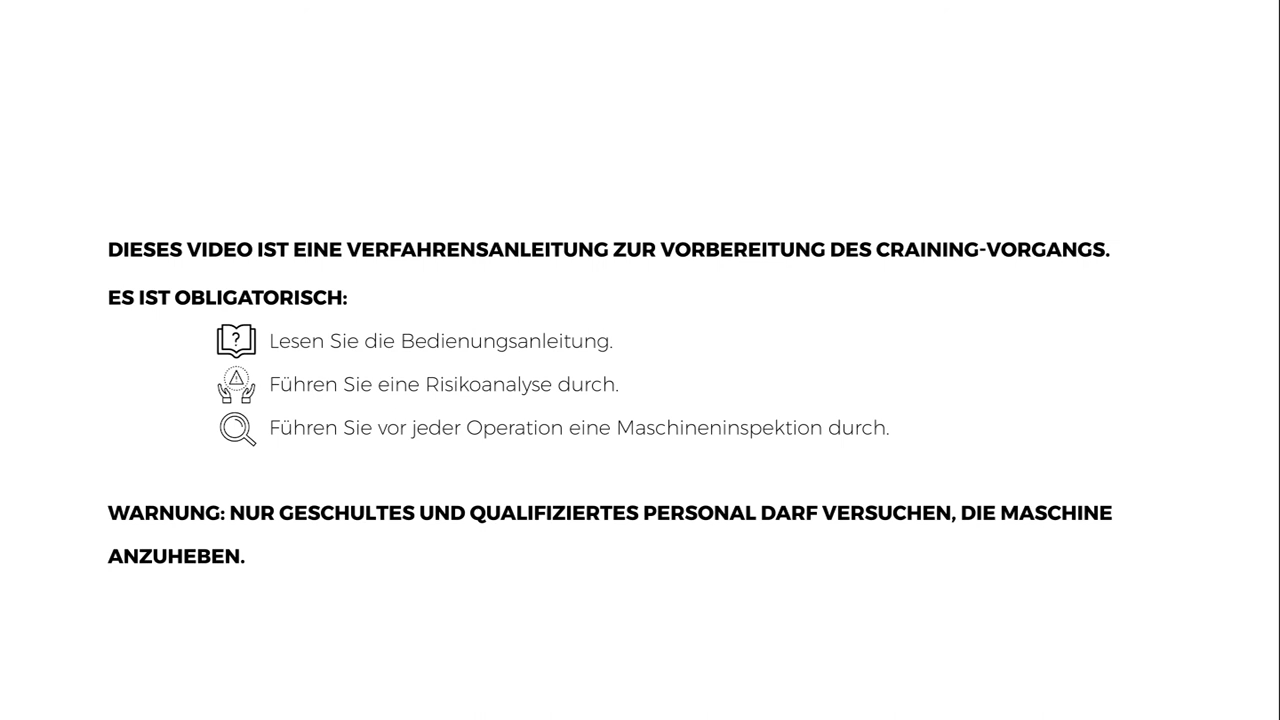 DIESES VIDEO IST EINE VERFAHRENSANLEITUNG ZUR VORBEREITUNG DES CRAINING-VORGANGS.
ES IST OBLIGATORISCH:
?
Lesen Sie die Bedienungsanleitung.
Führen Sie eine Risikoanalyse durch.
Führen Sie vor jeder Operation eine Maschineninspektion durch.
WARNUNG: NUR GESCHULTES UND QUALIFIZIERTES PERSONAL DARF VERSUCHEN, DIE MASCHINE
ANZUHEBEN.